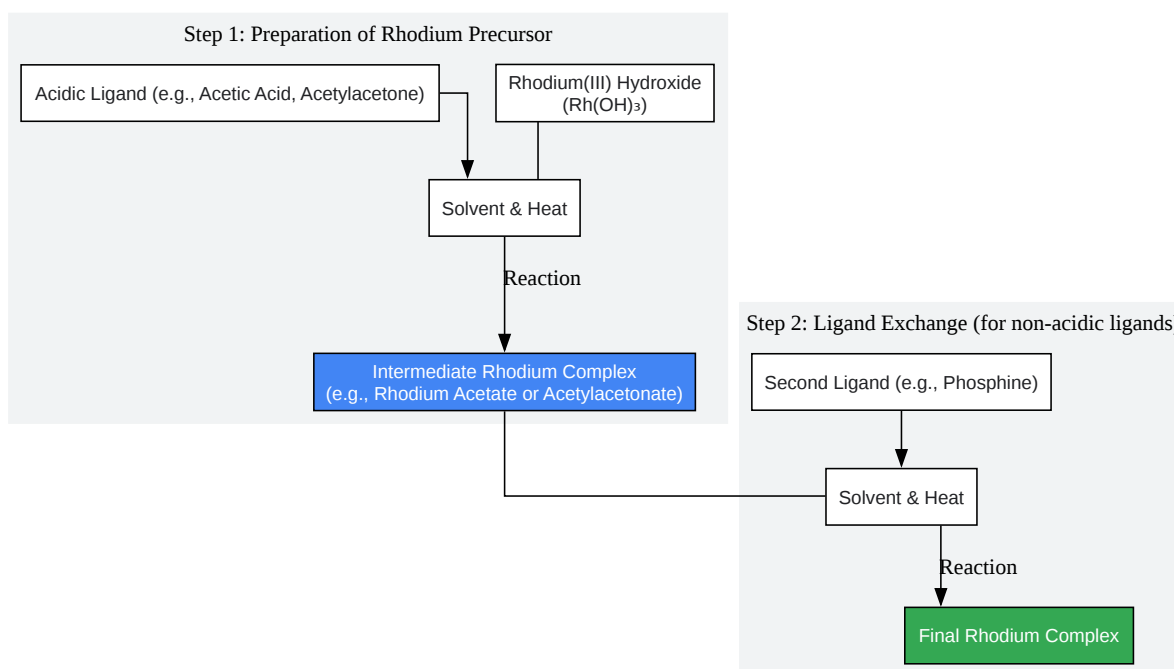 Step 1: Preparation of Rhodium Precursor
Acidic Ligand (e.g., Acetic Acid, Acetylacetone)
Rhodium(III) Hydroxide
(Rh(OH)₃)
Solvent & Heat
Reaction
Intermediate Rhodium Complex
(e.g., Rhodium Acetate or Acetylacetonate)
Step 2: Ligand Exchange (for non-acidic ligands)
Second Ligand (e.g., Phosphine)
Solvent & Heat
Reaction
Final Rhodium Complex